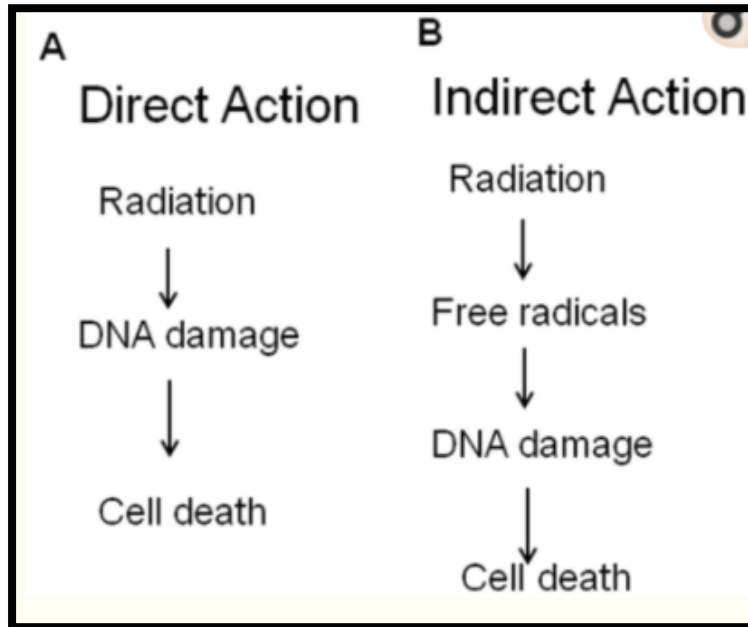 A
Direct Action
Radiation
DNA damage
Cell death
B
Indirect Action
Radiation
Free radicals
DNA damage
Cell death